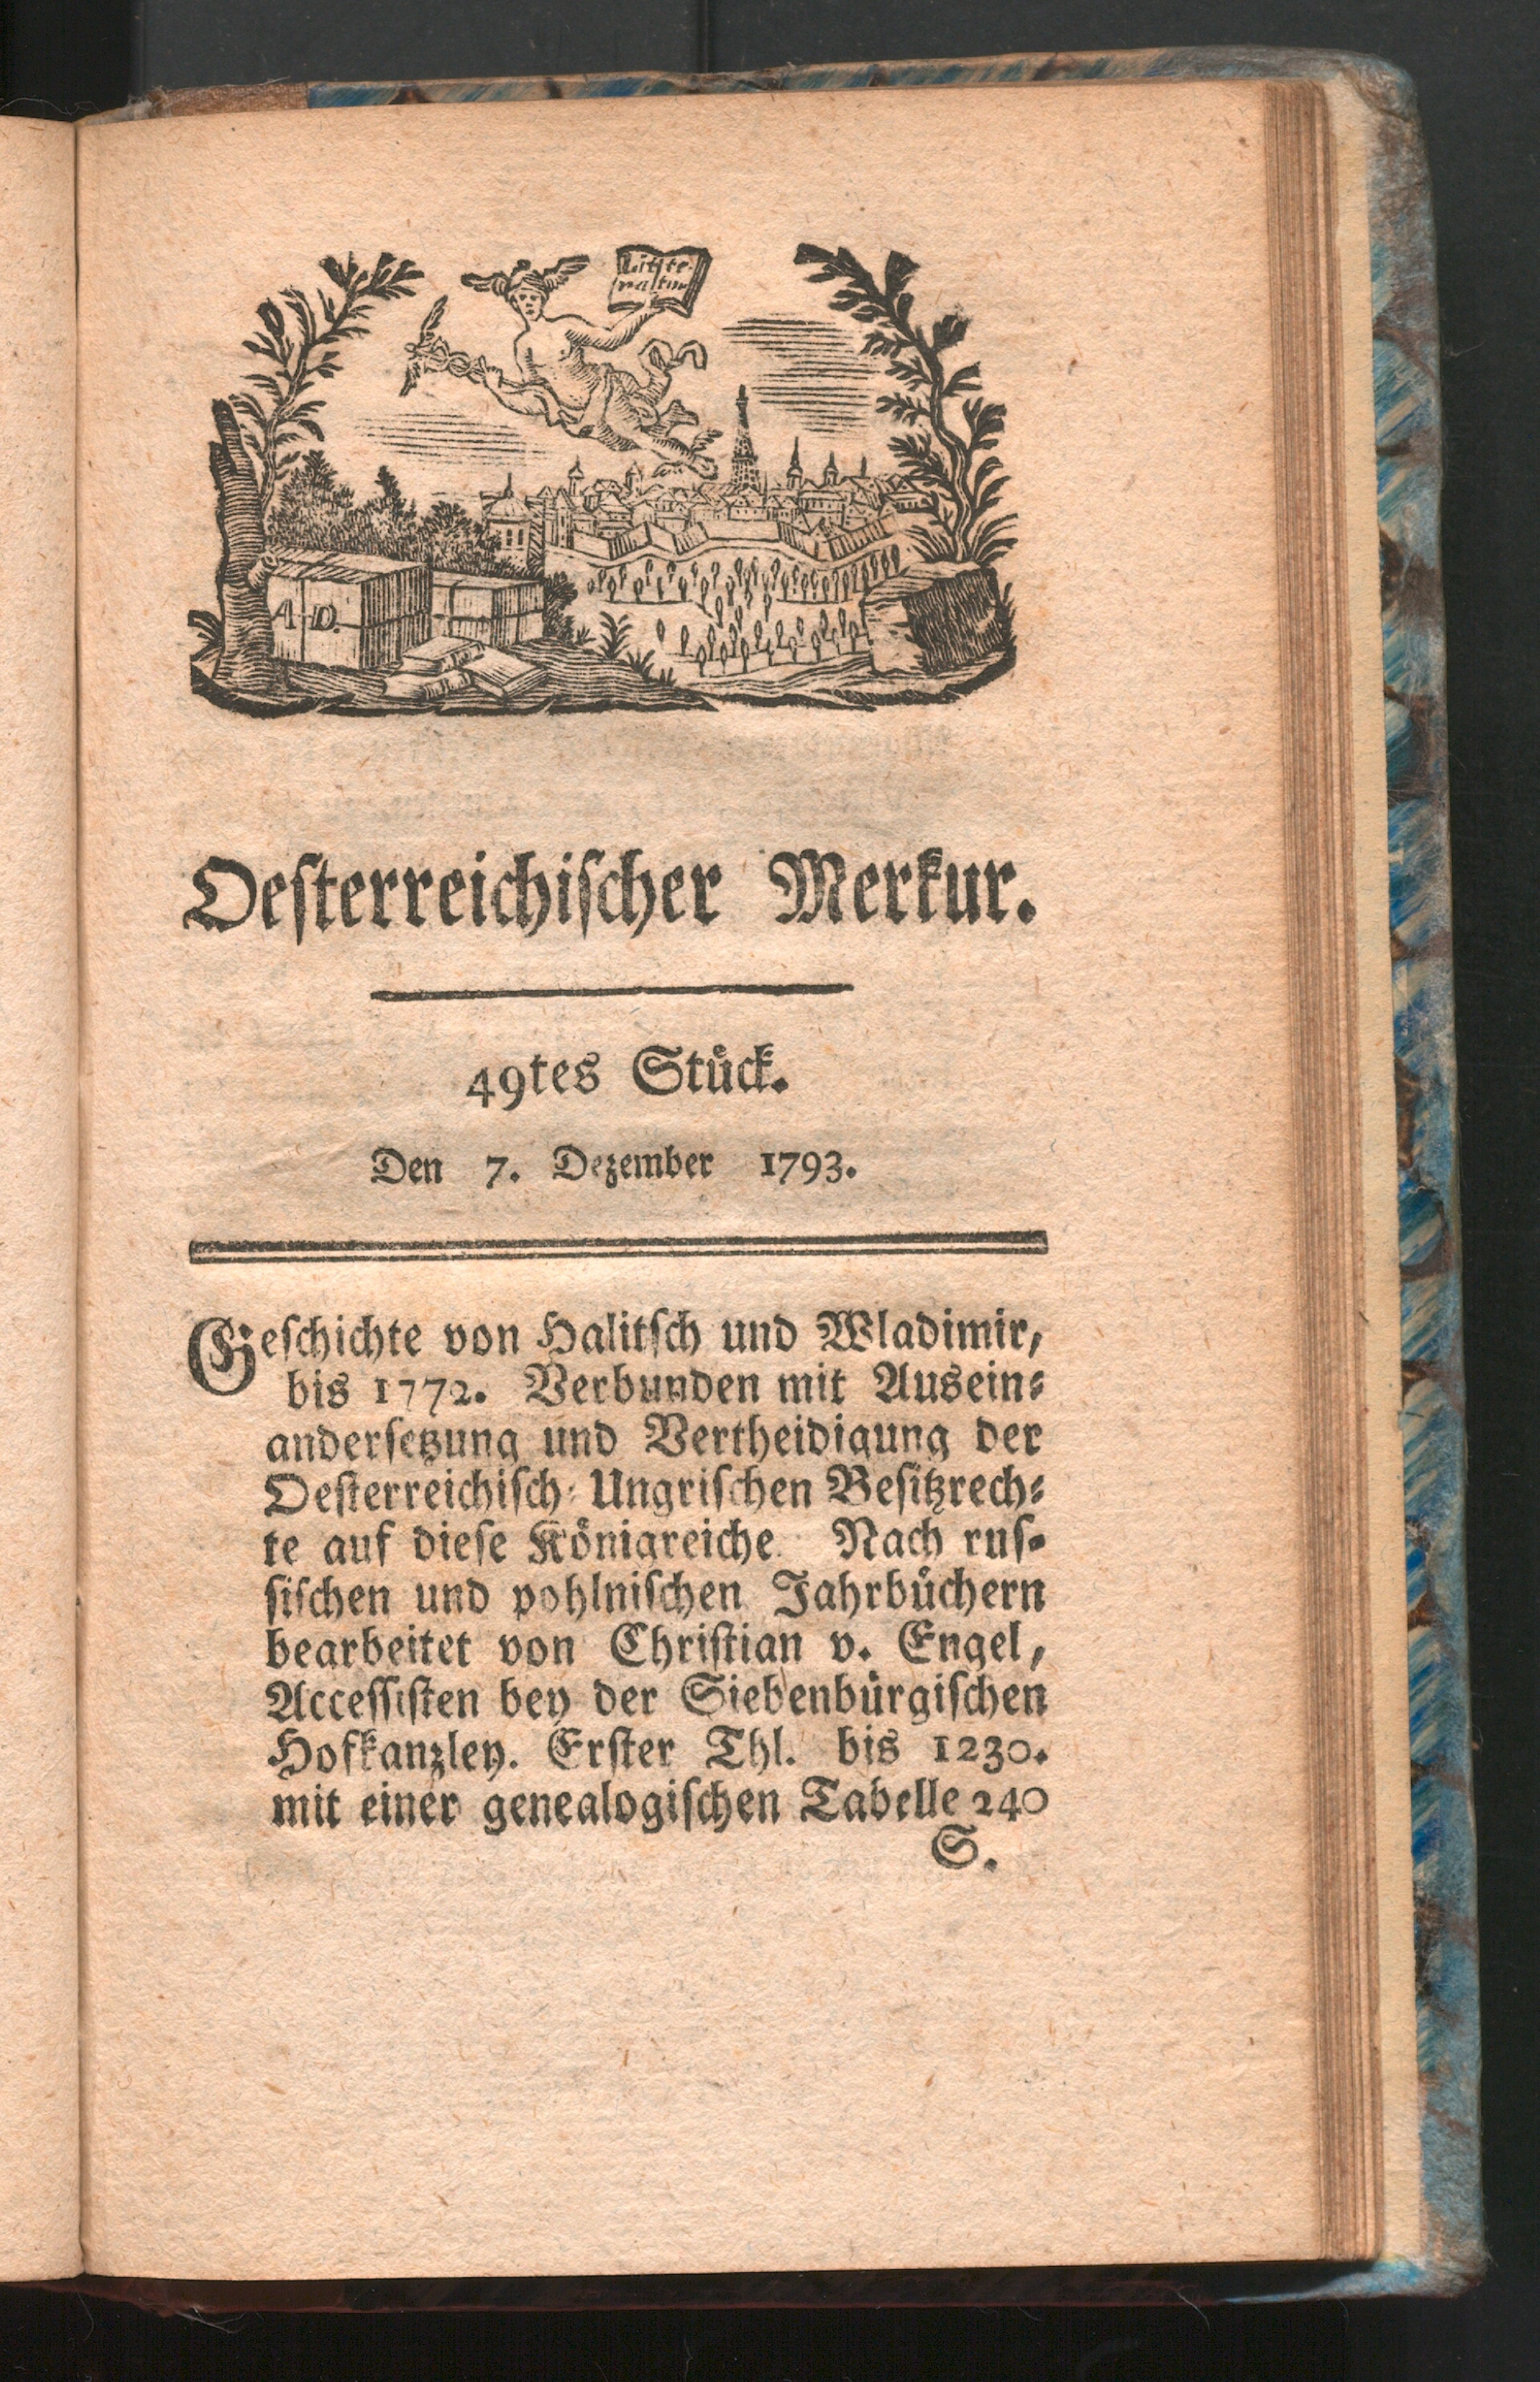 Litte
ratur
A. D.
Oesterreichischer Merkur.
49tes Stück.
Den 7. Dezember 1793.
Geschichte von Halitsch und Wladimir,
bis 1772. Verbunden mit Ausein-
andersetzung und Vertheidigung der
Oesterreichisch-Ungrischen Besitzrech-
te auf diese Königreiche. Nach rus-
sischen und pohlnischen Jahrbüchern
bearbeitet von Christian v. Engel,
Accessisten bey der Siebenbürgischen
Hofkanzley. Erster Thl. bis 1230.
mit einer genealogischen Tabelle 240
S.